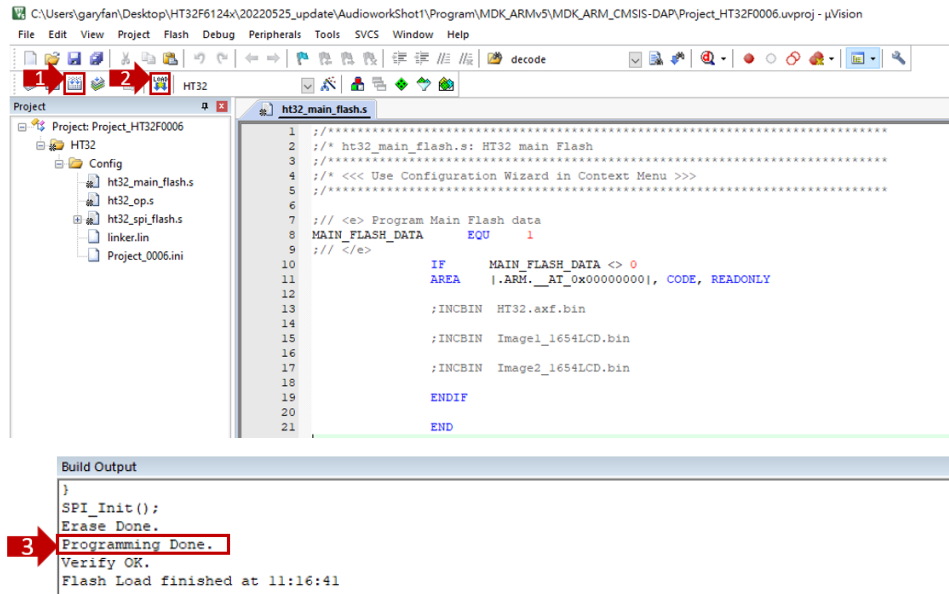 C:\Users\garyfan\Desktop\HT32F6124x\20220525_update\AudioworkShot1\Program\MDK_ARMv5\MDK_ARM_CMSIS-DAP\Project_HT32F0006.uvproj - µVision
File Edit View Project Flash Debug Peripherals Tools SVCS Window Help
decode
1 2 LOAD HT32
Project
ht32_main_flash.s
Project: Project_HT32F0006
HT32
Config
ht32_main_flash.s
ht32_op.s
ht32_spi_flash.s
linker.lin
Project_0006.ini
1 ;/******************************************************************************
2 ;/* ht32_main_flash.s: HT32 main Flash
3 ;/******************************************************************************
4 ;/* <<< Use Configuration Wizard in Context Menu >>>
5 ;/******************************************************************************
6
7 ;// <e> Program Main Flash data
8 MAIN_FLASH_DATA EQU 1
9 ;// </e>
10 IF MAIN_FLASH_DATA <> 0
11 AREA |.ARM.__AT_0x00000000|, CODE, READONLY
12
13 ;INCBIN HT32.axf.bin
14
15 ;INCBIN Image1_1654LCD.bin
16
17 ;INCBIN Image2_1654LCD.bin
18
19 ENDIF
20
21 END
Build Output
}
SPI_Init();
Erase Done.
3 Programming Done.
Verify OK.
Flash Load finished at 11:16:41